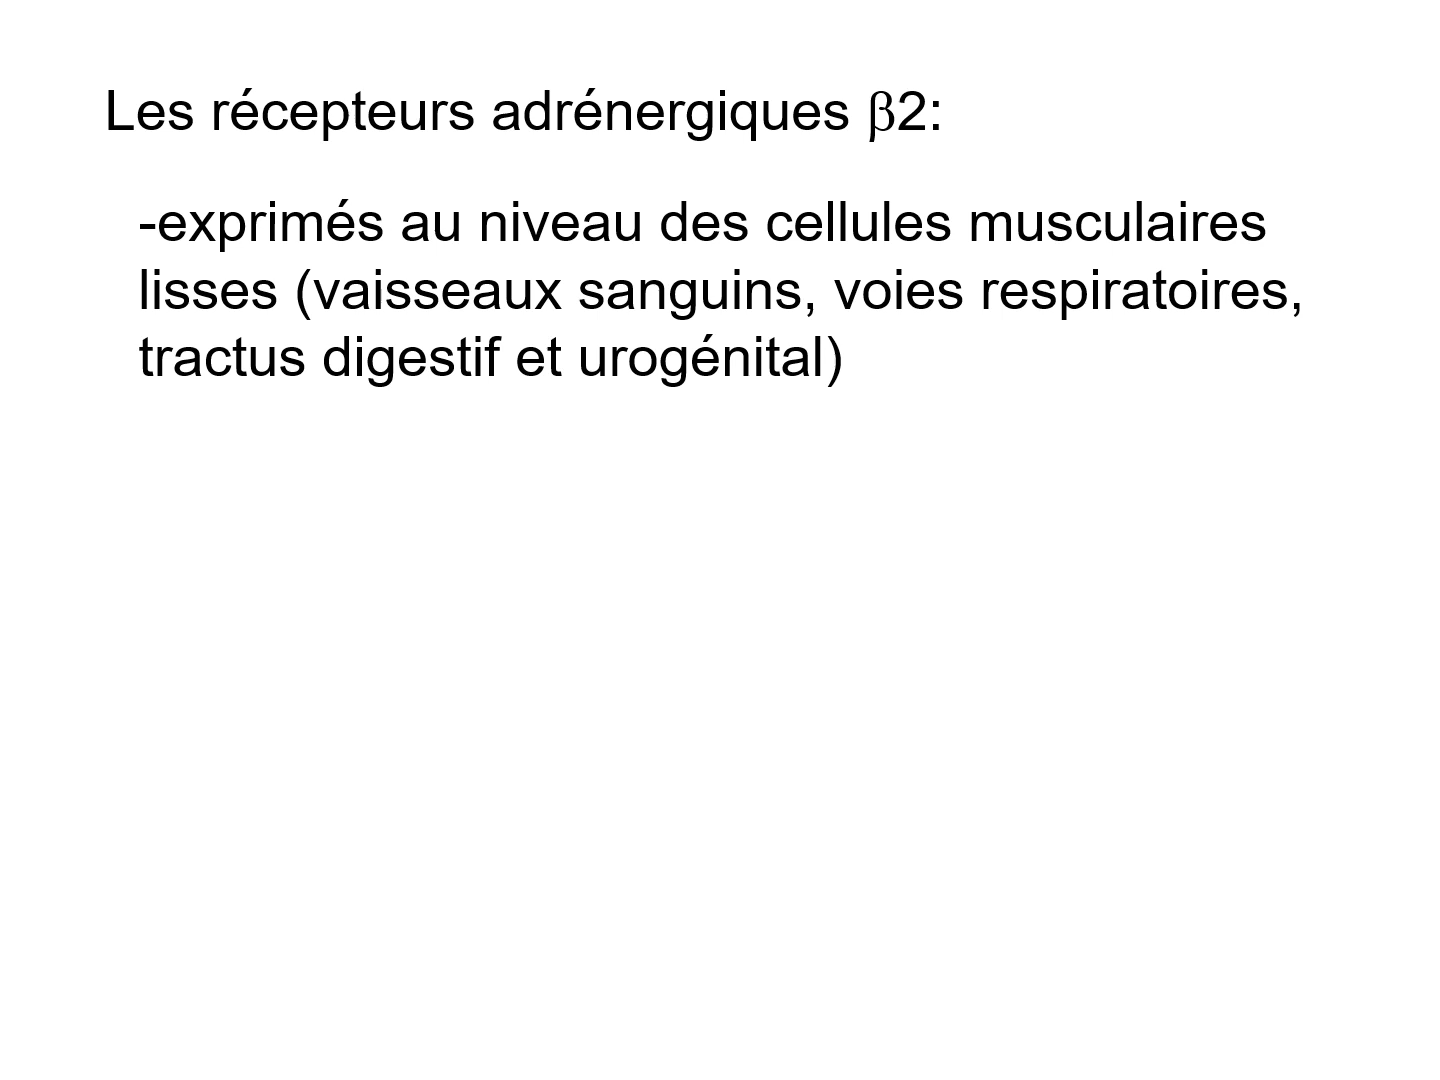 Les récepteurs adrénergiques β2:
-exprimés au niveau des cellules musculaires
lisses (vaisseaux sanguins, voies respiratoires,
tractus digestif et urogénital)